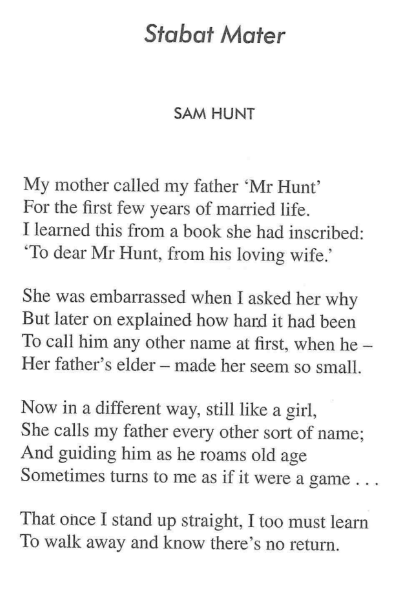 Stabat Mater
SAM HUNT
My mother called my father ‘Mr Hunt’
For the first few years of married life.
I learned this from a book she had inscribed:
‘To dear Mr Hunt, from his loving wife.’
She was embarrassed when I asked her why
But later on explained how hard it had been
To call him any other name at first, when he –
Her father’s elder – made her seem so small.
Now in a different way, still like a girl,
She calls my father every other sort of name;
And guiding him as he roams old age
Sometimes turns to me as if it were a game . . .
That once I stand up straight, I too must learn
To walk away and know there’s no return.